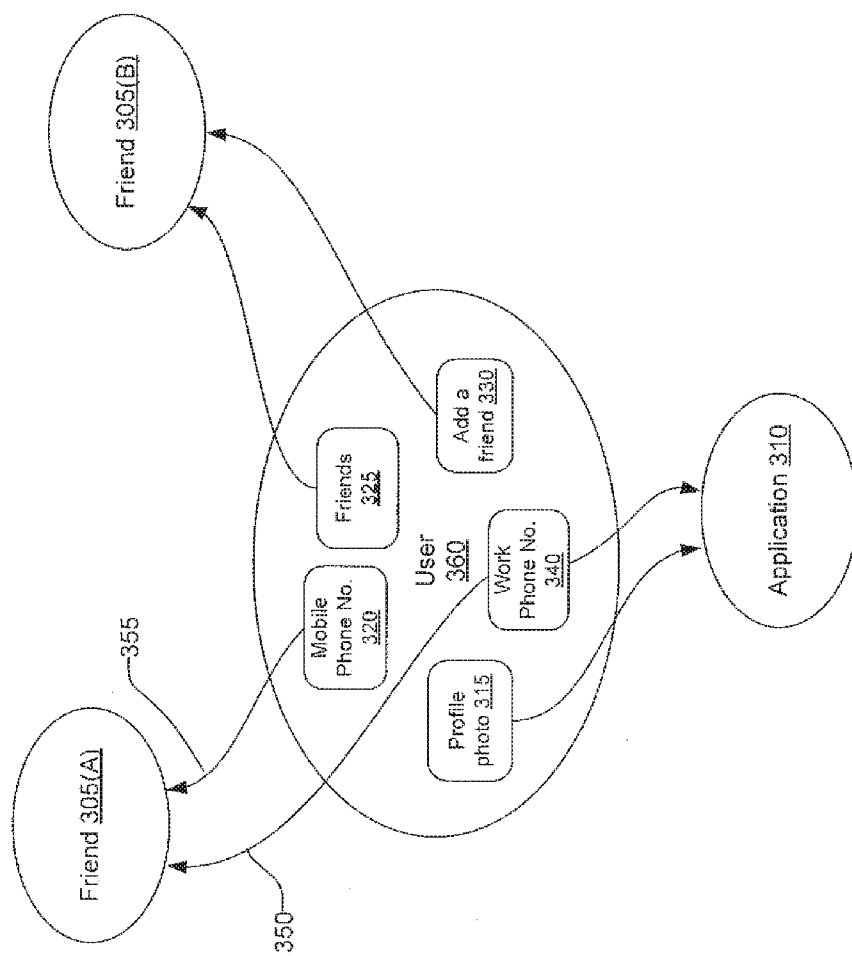 Friend 305(A)
Friend 305(B)
355
350
Mobile
Phone No.
320
Friends
325
User
360
Profile
photo 315
Work
Phone No.
340
Add a
friend 330
Application 310